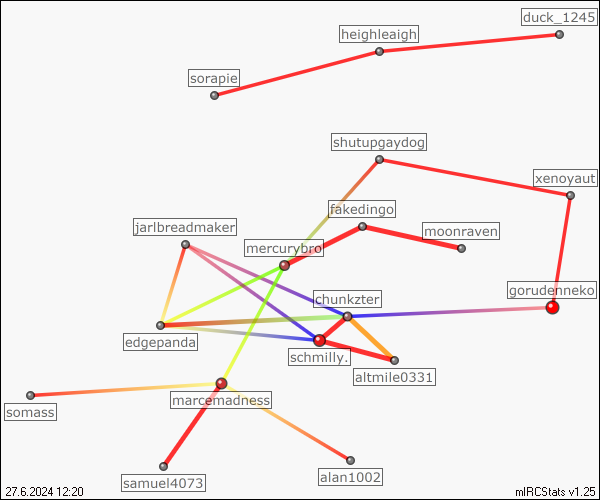 duck_1245
heighleaigh
sorapie
shutupgaydog
xenoyaut
fakedingo
jarlbreadmaker
moonraven
mercurybro
gorudenneko
chunkzter
edgepanda
schmilly.
altmile0331
marcemadness
somass
samuel4073
alan1002
27.6.2024 12:20
mIRCStats v1.25